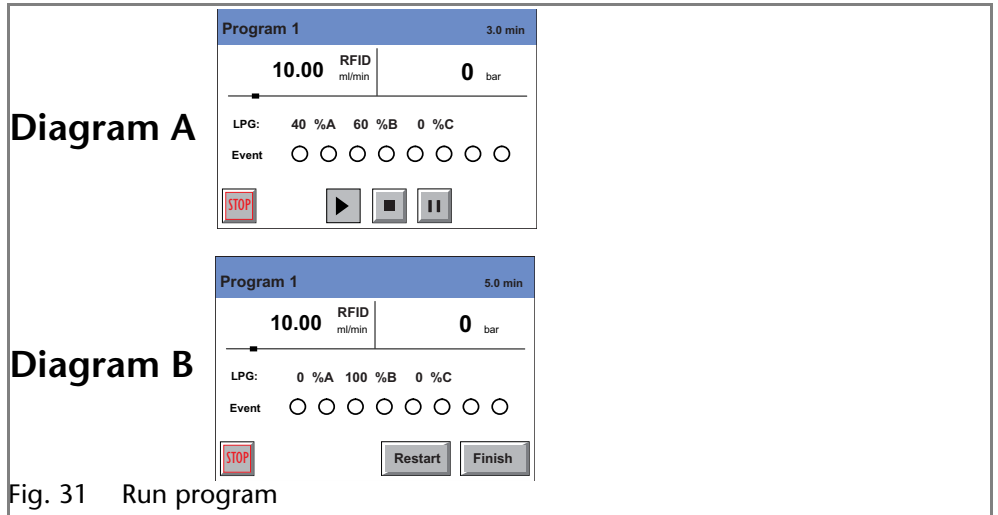 Program 1 3.0 min
10.00 RFID ml/min 0 bar
Diagram A
LPG: 40 %A 60 %B 0 %C
Event
STOP
Program 1 5.0 min
10.00 RFID ml/min 0 bar
Diagram B
LPG: 0 %A 100 %B 0 %C
Event
STOP Restart Finish
Fig. 31 Run program